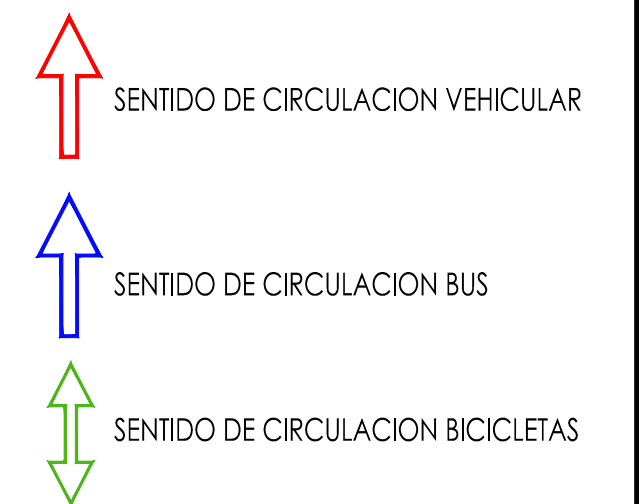 SENTIDO DE CIRCULACION VEHICULAR
SENTIDO DE CIRCULACION BUS
SENTIDO DE CIRCULACION BICICLETAS